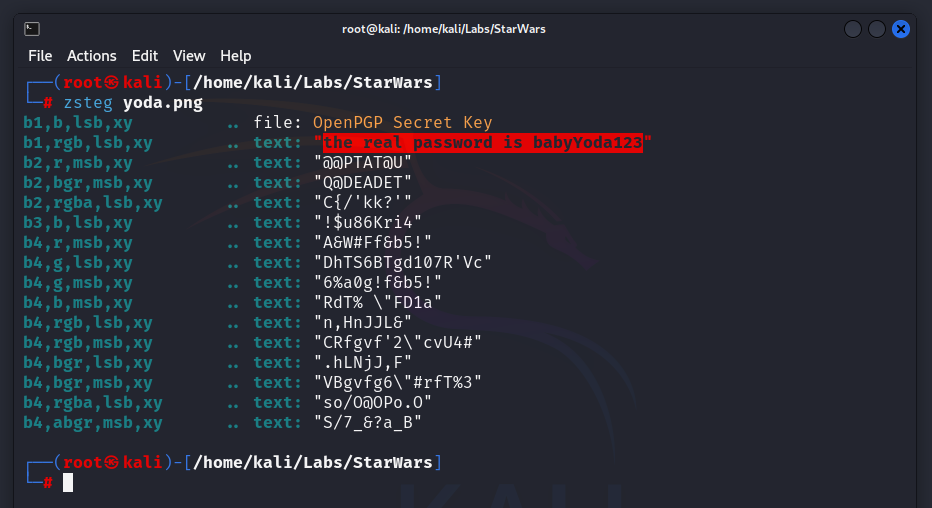 root@kali: /home/kali/Labs/StarWars
File Actions Edit View Help
┌──(root㉿kali)-[/home/kali/Labs/StarWars]
└─# zsteg yoda.png
b1,b,lsb,xy .. file: OpenPGP Secret Key
b1,rgb,lsb,xy .. text: "the real password is babyYoda123"
b2,r,msb,xy .. text: "@@PTAT@U"
b2,bgr,msb,xy .. text: "Q@DEADET"
b2,rgba,lsb,xy .. text: "C{/'kk?'"
b3,b,lsb,xy .. text: "!$u86Kri4"
b4,r,msb,xy .. text: "A&W#Ff&b5!"
b4,g,lsb,xy .. text: "DhTS6BTgd107R'Vc"
b4,g,msb,xy .. text: "6%a0g!f&b5!"
b4,b,msb,xy .. text: "RdT% \"FD1a"
b4,rgb,lsb,xy .. text: "n,HnJJL&"
b4,rgb,msb,xy .. text: "CRfgvf'2\"cvU4#"
b4,bgr,lsb,xy .. text: ".hLNjJ,F"
b4,bgr,msb,xy .. text: "VBgvfg6\"#rfT%3"
b4,rgba,lsb,xy .. text: "so/O@OPo.O"
b4,abgr,msb,xy .. text: "S/7_&?a_B"
┌──(root㉿kali)-[/home/kali/Labs/StarWars]
└─#
KALI